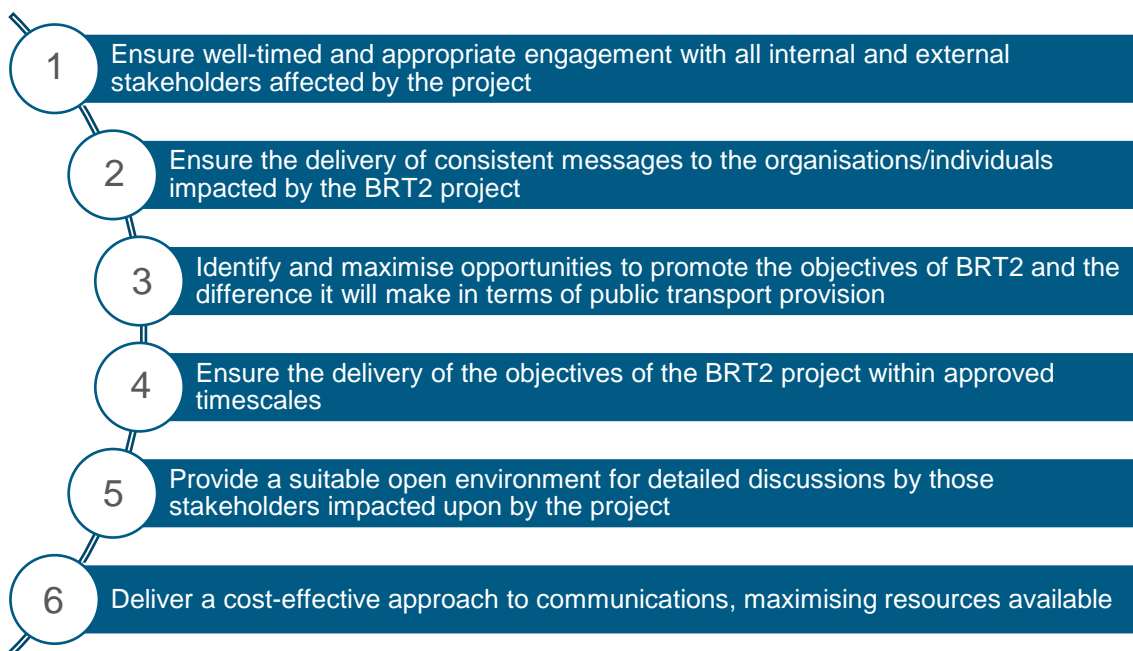 1
Ensure well-timed and appropriate engagement with all internal and external
stakeholders affected by the project
2
Ensure the delivery of consistent messages to the organisations/individuals
impacted by the BRT2 project
3
Identify and maximise opportunities to promote the objectives of BRT2 and the
difference it will make in terms of public transport provision
4
Ensure the delivery of the objectives of the BRT2 project within approved
timescales
5
Provide a suitable open environment for detailed discussions by those
stakeholders impacted upon by the project
6
Deliver a cost-effective approach to communications, maximising resources available